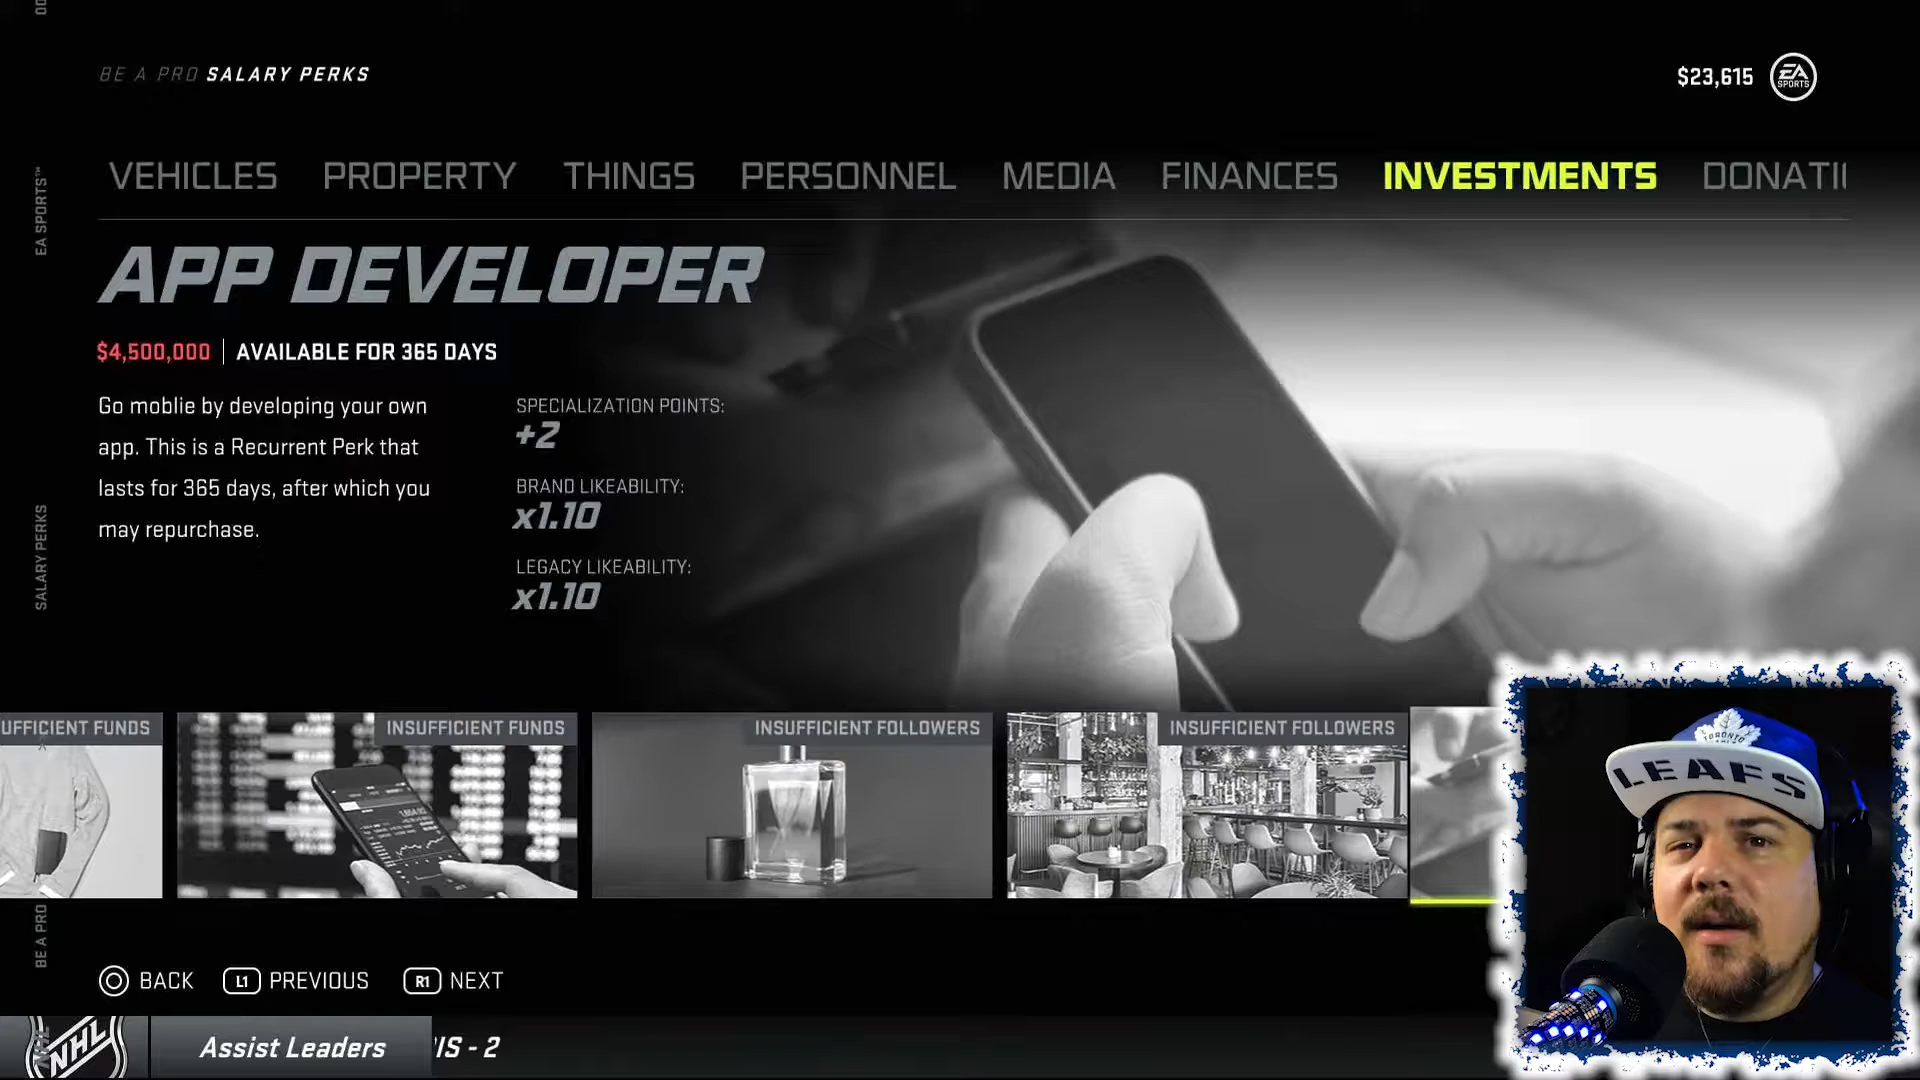 BE A PRO SALARY PERKS
$23,615
EA SPORTS
VEHICLES PROPERTY THINGS PERSONNEL MEDIA FINANCES INVESTMENTS DONATI
APP DEVELOPER
$4,500,000 | AVAILABLE FOR 365 DAYS
Go moblie by developing your own
app. This is a Recurrent Perk that
lasts for 365 days, after which you
may repurchase.
SPECIALIZATION POINTS:
+2
BRAND LIKEABILITY:
x1.10
LEGACY LIKEABILITY:
x1.10
UFFICIENT FUNDS
INSUFFICIENT FUNDS
INSUFFICIENT FOLLOWERS
INSUFFICIENT FOLLOWERS
BACK L1 PREVIOUS R1 NEXT
NHL
Assist Leaders
IS - 2
EA SPORTS™
SALARY PERKS
BE A PRO
TORONTO
LEAFS